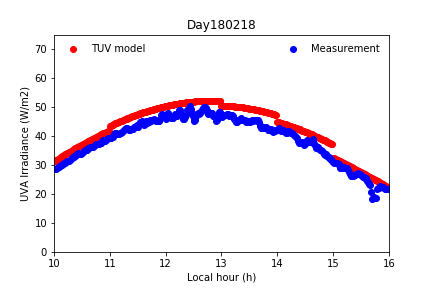 Day180218
TUV model
Measurement
UVA Irradiance (W/m2)
70
60
50
40
30
20
10
0
10 11 12 13 14 15 16
Local hour (h)